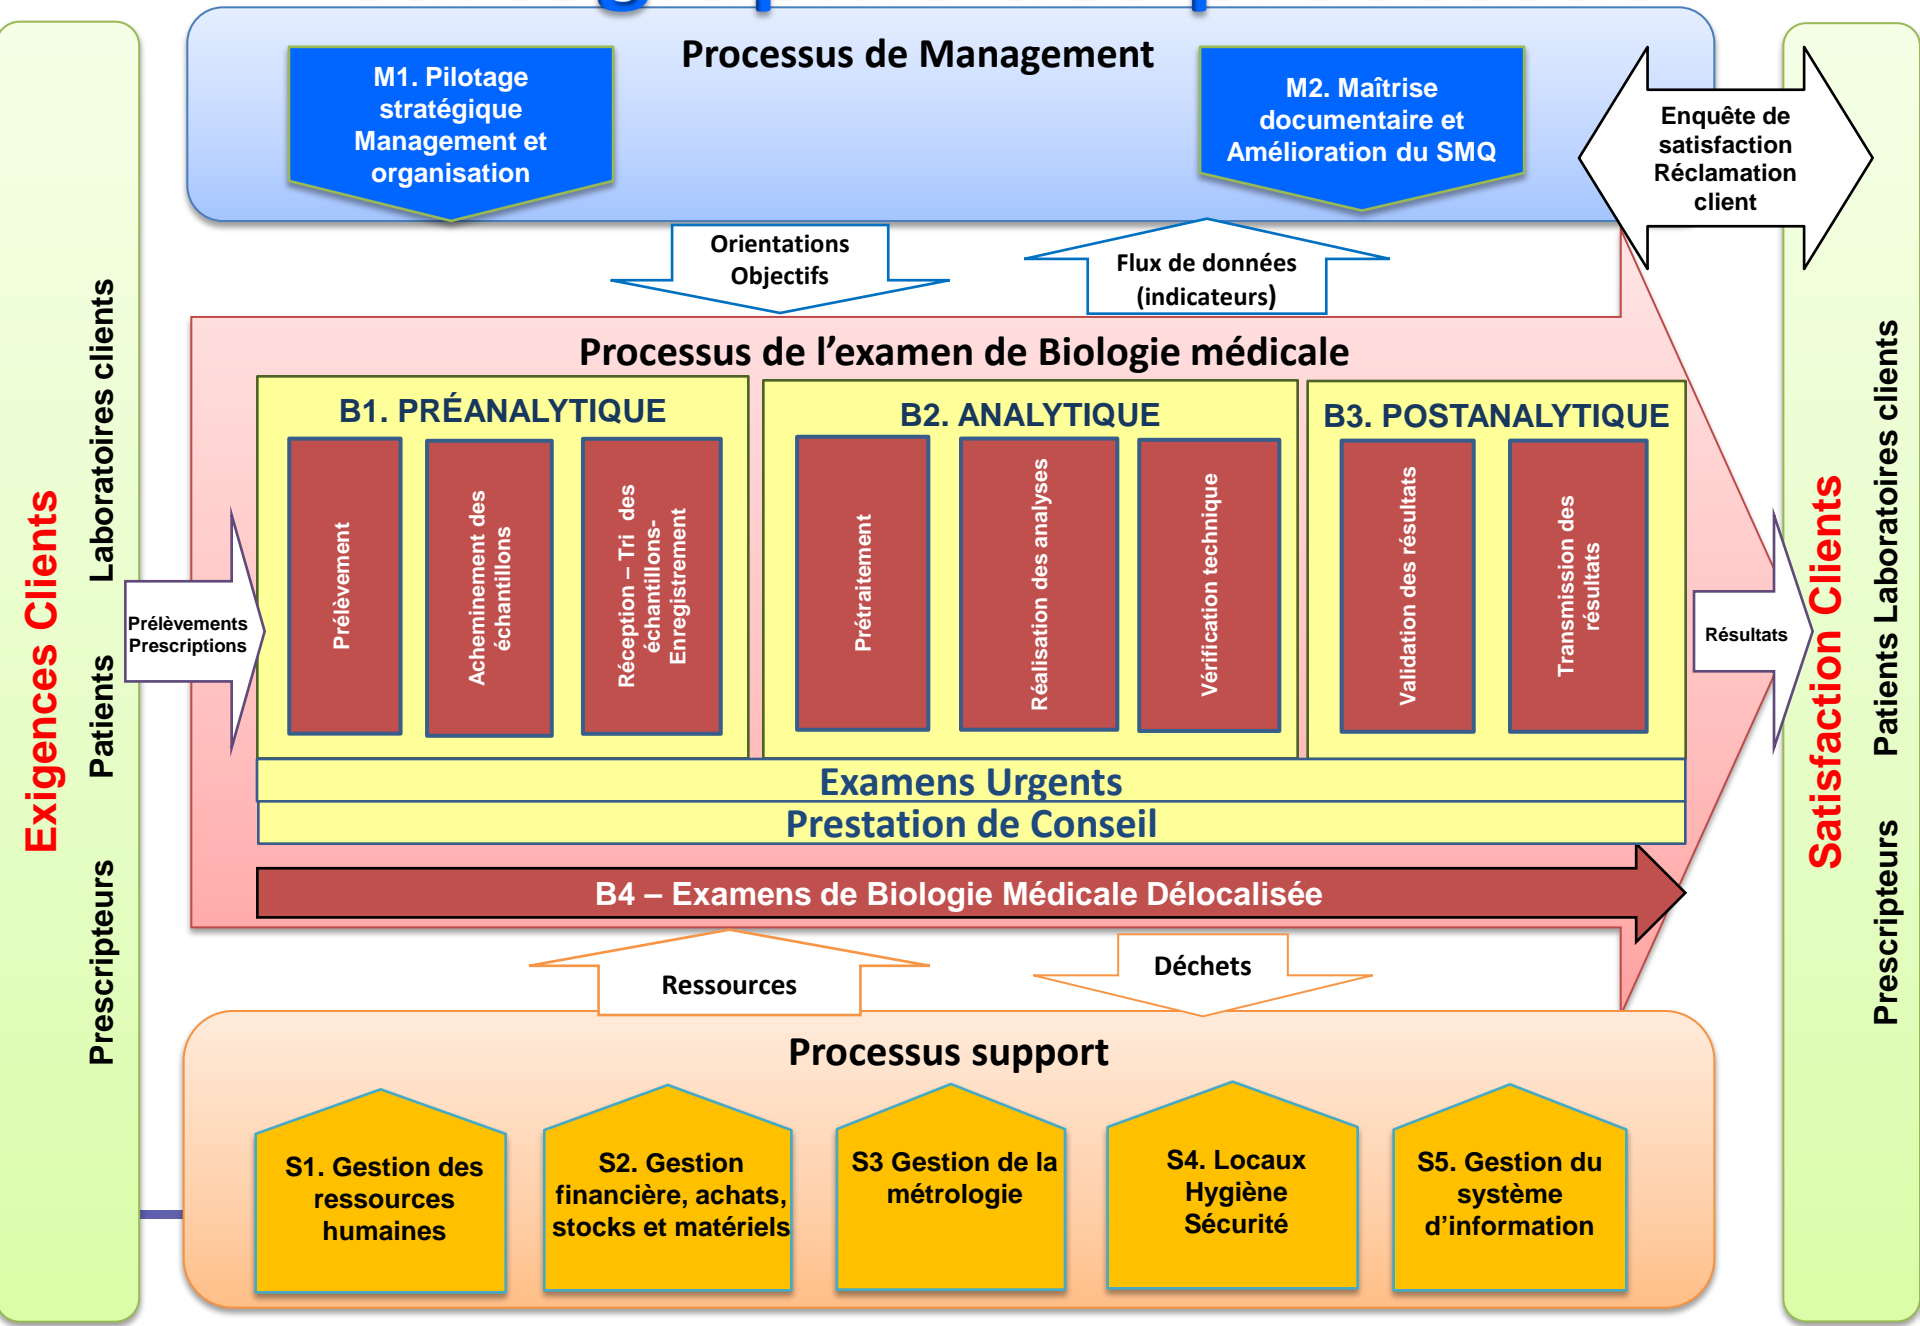 Processus de Management
M1. Pilotage
stratégique
Management et
organisation
M2. Maîtrise
documentaire et
Amélioration du SMQ
Enquête de
satisfaction
Réclamation
client
Orientations
Objectifs
Flux de données
(indicateurs)
Exigences Clients
Prescripteurs
Patients
Laboratoires clients
Prélèvements
Prescriptions
Processus de l’examen de Biologie médicale
B1. PRÉANALYTIQUE
Prélèvement
Acheminement des
échantillons
Réception – Tri des
échantillons-
Enregistrement
B2. ANALYTIQUE
Prétraitement
Réalisation des analyses
Vérification technique
B3. POSTANALYTIQUE
Validation des résultats
Transmission des
résultats
Examens Urgents
Prestation de Conseil
B4 – Examens de Biologie Médicale Délocalisée
Résultats
Satisfaction Clients
Prescripteurs
Patients Laboratoires clients
Ressources
Déchets
Processus support
S1. Gestion des
ressources
humaines
S2. Gestion
financière, achats,
stocks et matériels
S3 Gestion de la
métrologie
S4. Locaux
Hygiène
Sécurité
S5. Gestion du
système
d’information